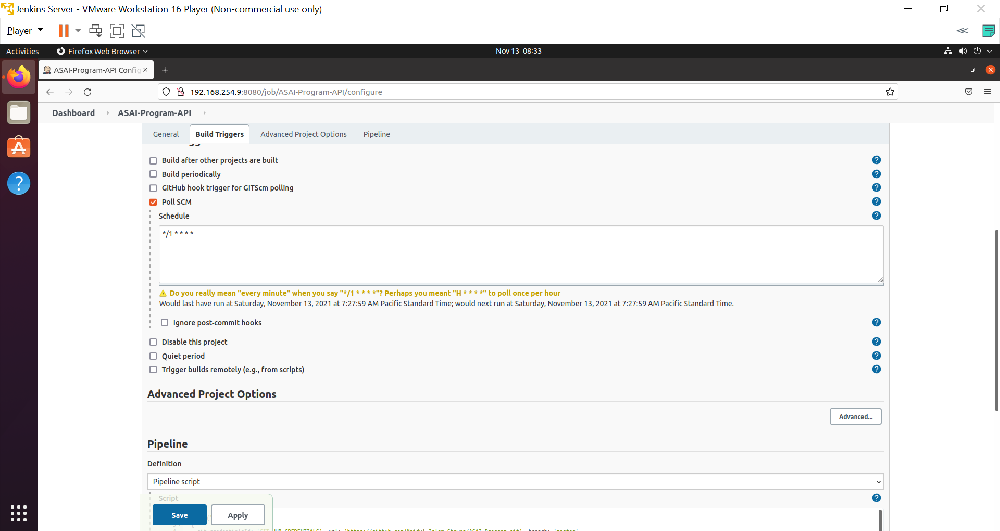 Jenkins Server - VMware Workstation 16 Player (Non-commercial use only)
Player
Activities
Firefox Web Browser
Nov 13 08:33
ASAI-Program-API Config
192.168.254.9:8080/job/ASAI-Program-API/configure
Dashboard
ASAI-Program-API
General
Build Triggers
Advanced Project Options
Pipeline
Build after other projects are built
Build periodically
GitHub hook trigger for GITScm polling
Poll SCM
Schedule
*/1 * * * *
Do you really mean "every minute" when you say "*/1 * * * *"? Perhaps you meant "H * * * *" to poll once per hour
Would last have run at Saturday, November 13, 2021 at 7:27:59 AM Pacific Standard Time; would next run at Saturday, November 13, 2021 at 7:27:59 AM Pacific Standard Time.
Ignore post-commit hooks
Disable this project
Quiet period
Trigger builds remotely (e.g., from scripts)
Advanced Project Options
Advanced...
Pipeline
Definition
Pipeline script
Script
Save
Apply